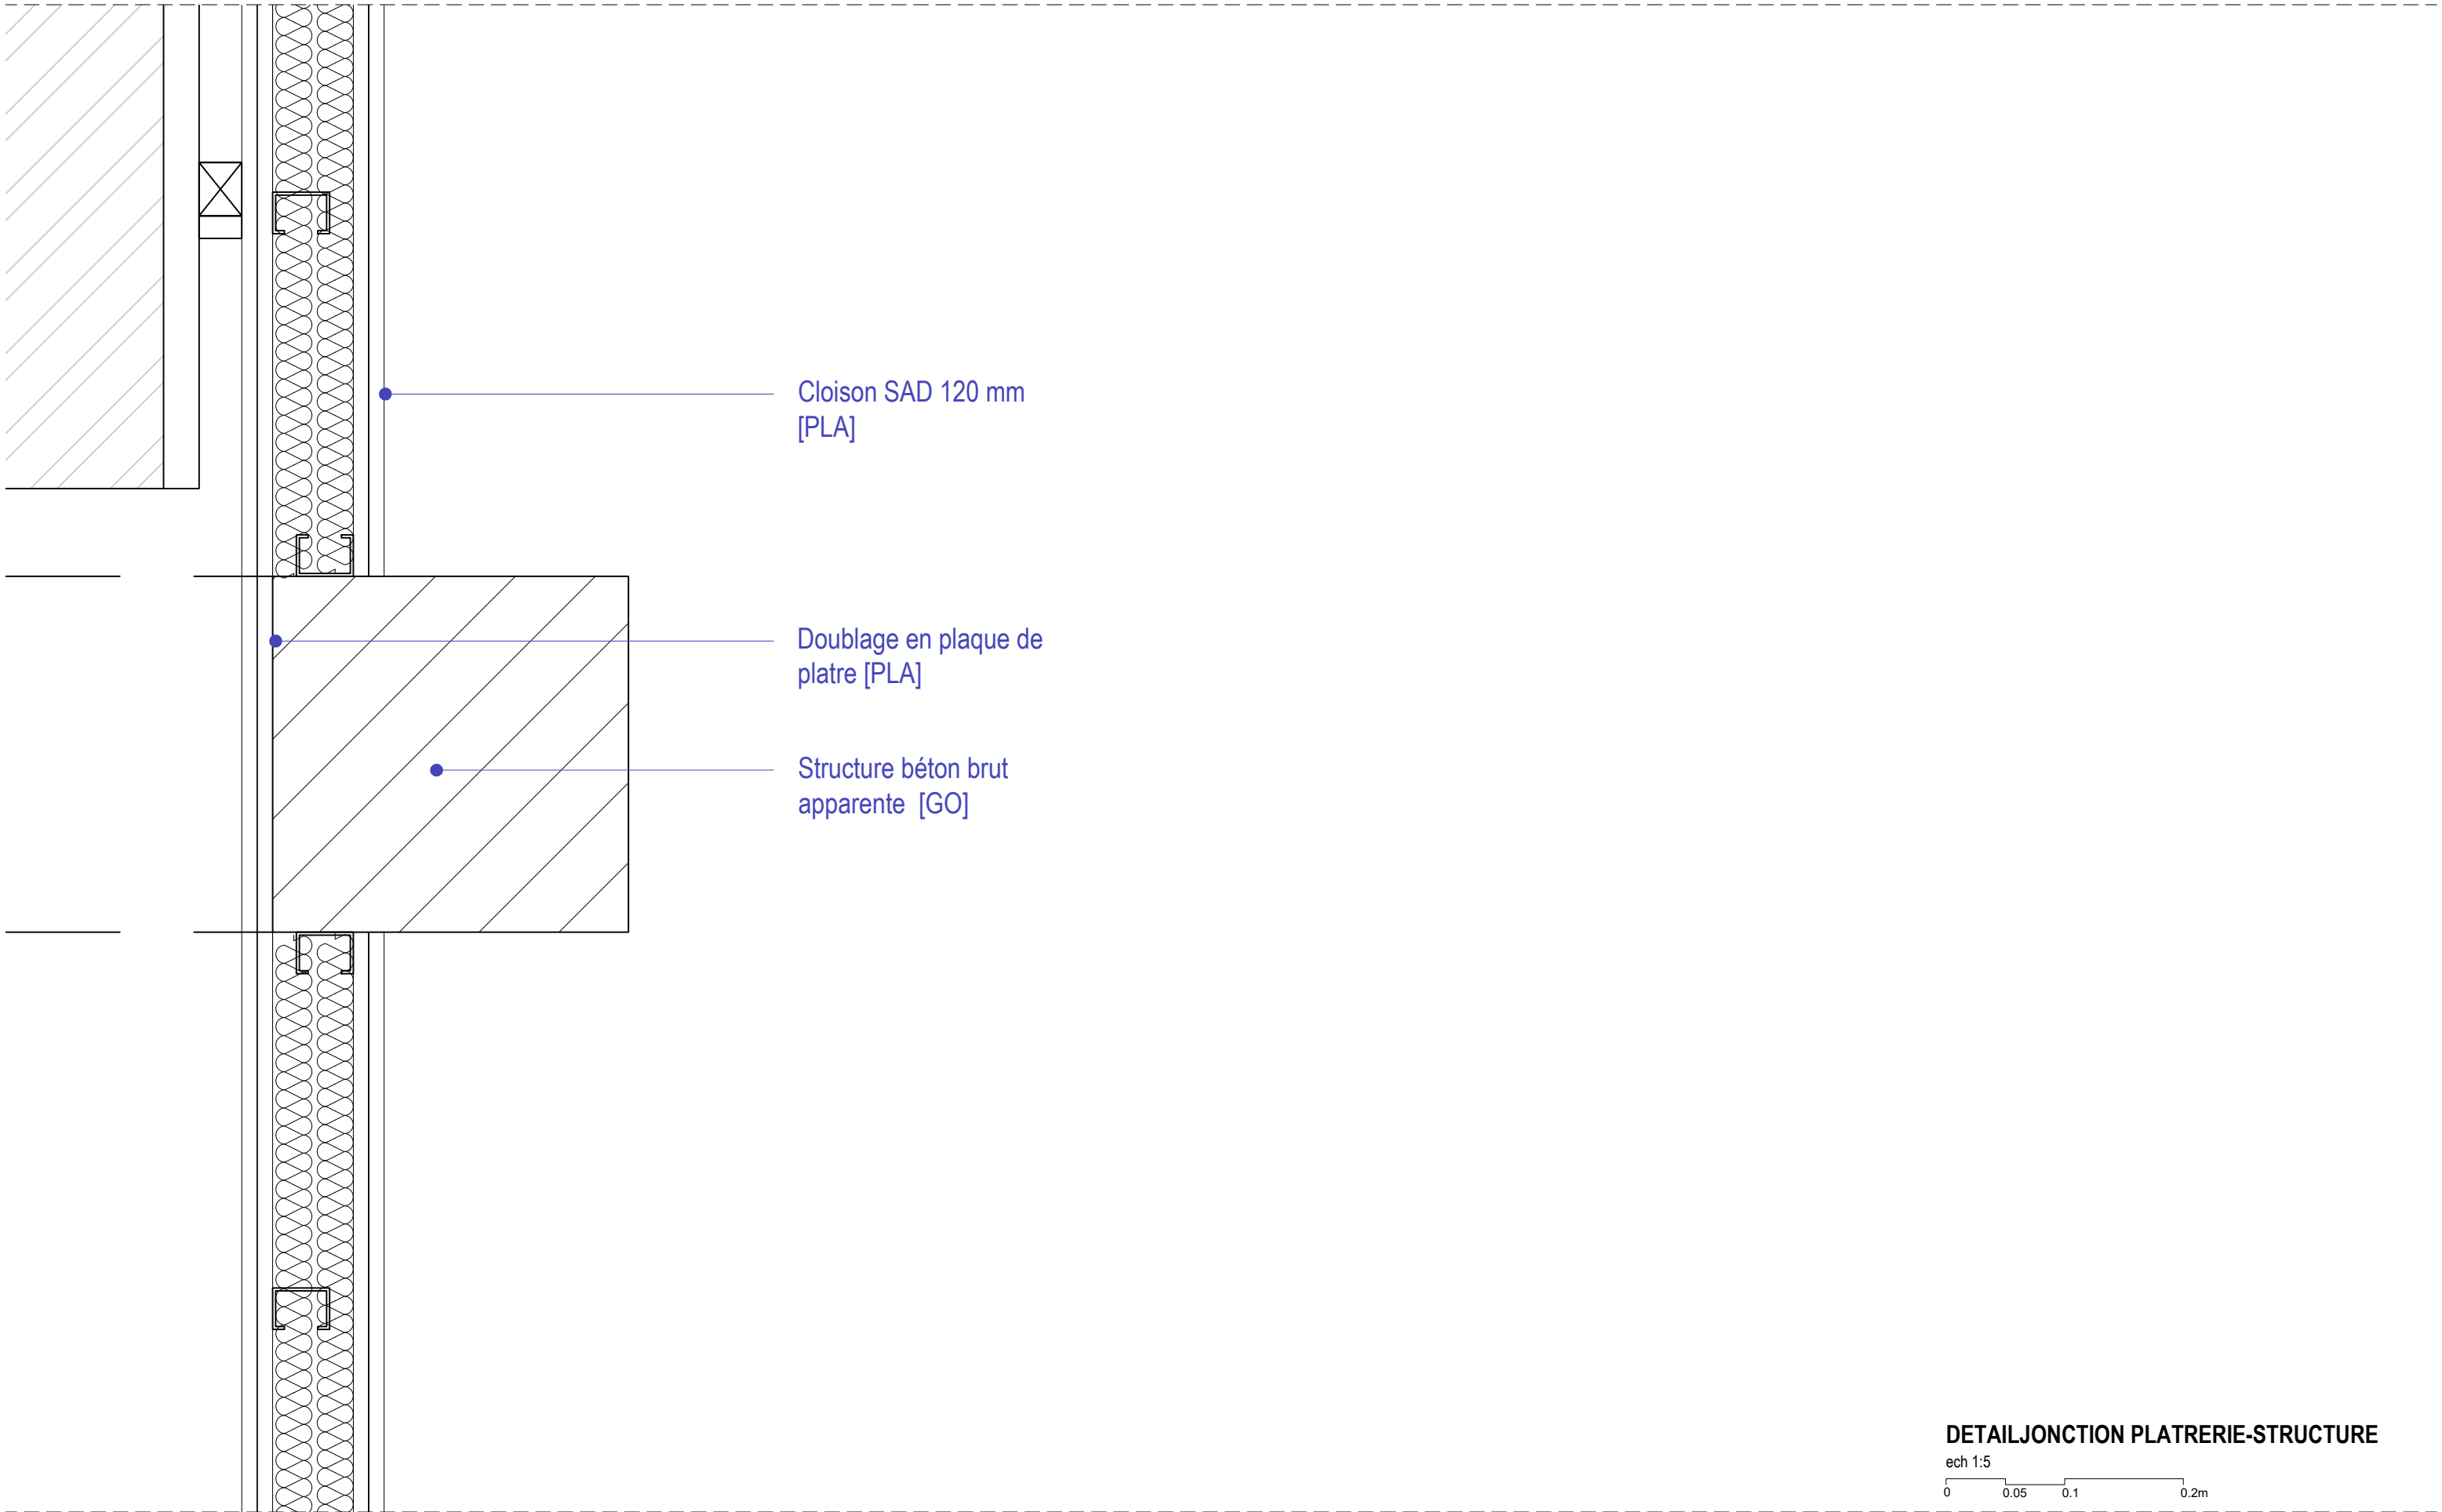 Cloison SAD 120 mm
[PLA]
Doublage en plaque de
platre [PLA]
Structure béton brut
apparente  [GO]
DETAILJONCTION PLATRERIE-STRUCTURE
ech 1:5
0 0.05 0.1 0.2m